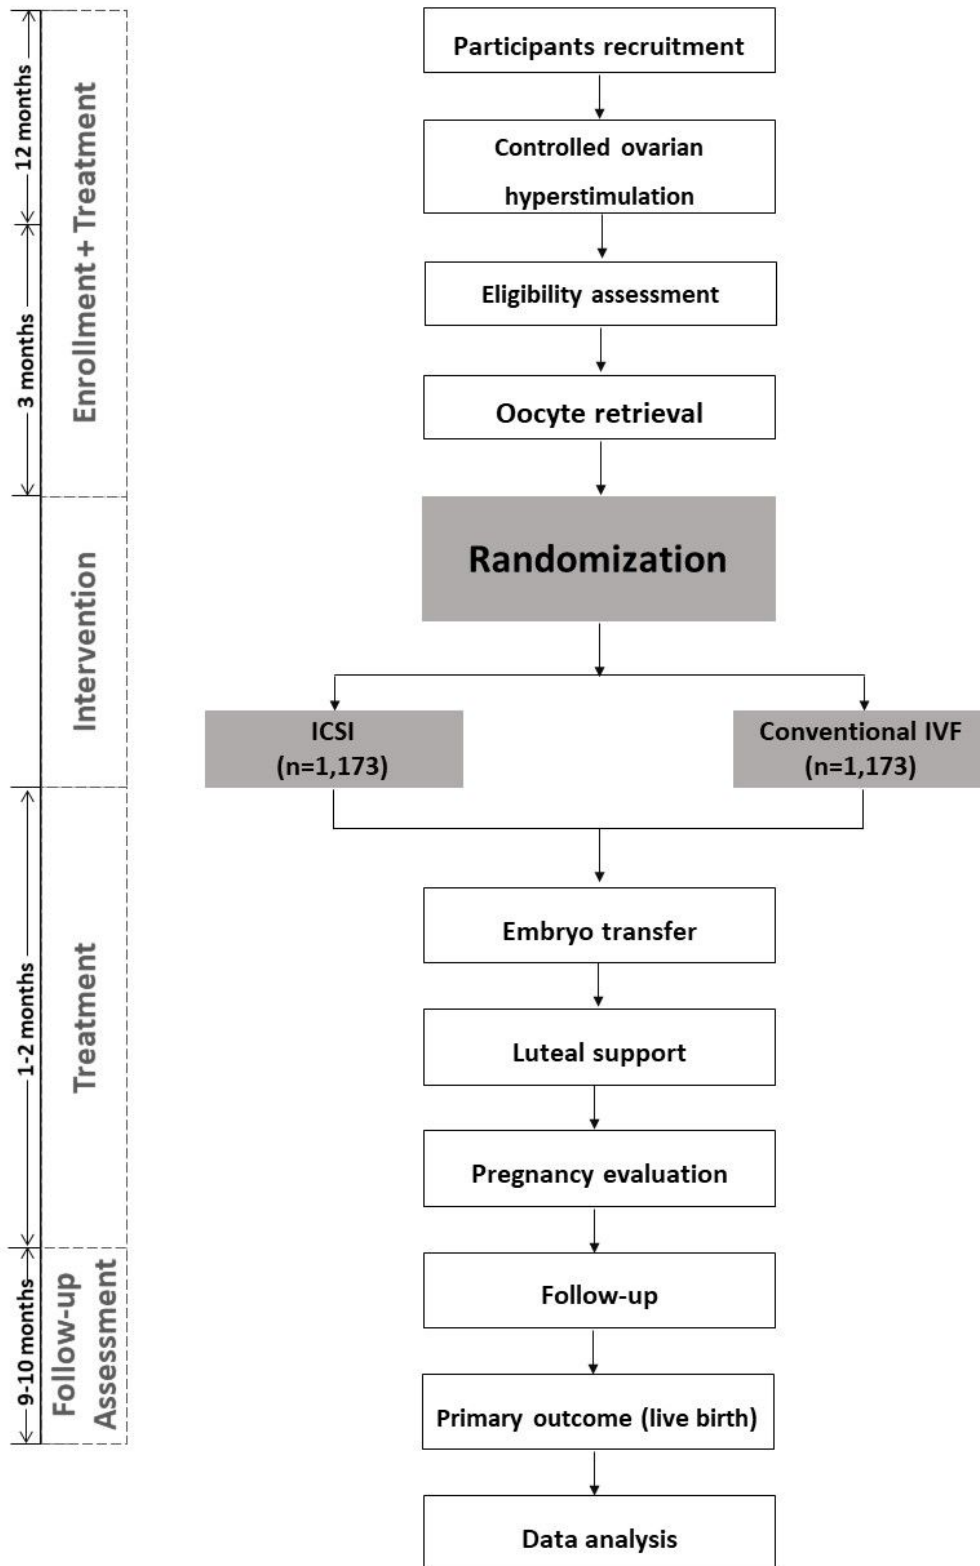 12 months
3 months
1-2 months
9-10 months
Enrollment + Treatment
Intervention
Treatment
Follow-up
Assessment
Participants recruitment
Controlled ovarian
hyperstimulation
Eligibility assessment
Oocyte retrieval
Randomization
ICSI
(n=1,173)
Conventional IVF
(n=1,173)
Embryo transfer
Luteal support
Pregnancy evaluation
Follow-up
Primary outcome (live birth)
Data analysis